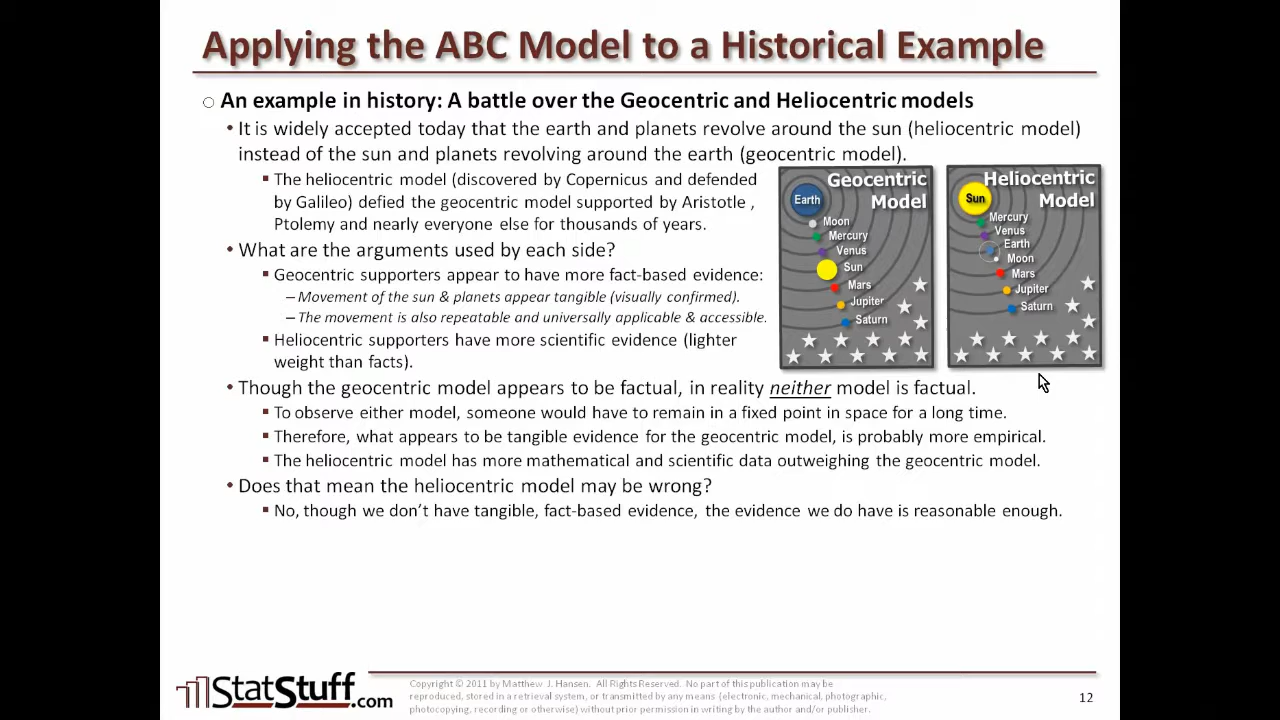 Applying the ABC Model to a Historical Example
An example in history: A battle over the Geocentric and Heliocentric models
It is widely accepted today that the earth and planets revolve around the sun (heliocentric model)
instead of the sun and planets revolving around the earth (geocentric model).
The heliocentric model (discovered by Copernicus and defended
by Galileo) defied the geocentric model supported by Aristotle ,
Ptolemy and nearly everyone else for thousands of years.
What are the arguments used by each side?
Geocentric supporters appear to have more fact-based evidence:
– Movement of the sun & planets appear tangible (visually confirmed).
– The movement is also repeatable and universally applicable & accessible.
Heliocentric supporters have more scientific evidence (lighter
weight than facts).
Geocentric
Model
Earth
Moon
Mercury
Venus
Sun
Mars
Jupiter
Saturn
Heliocentric
Model
Sun
Mercury
Venus
Earth
Moon
Mars
Jupiter
Saturn
Though the geocentric model appears to be factual, in reality neither model is factual.
To observe either model, someone would have to remain in a fixed point in space for a long time.
Therefore, what appears to be tangible evidence for the geocentric model, is probably more empirical.
The heliocentric model has more mathematical and scientific data outweighing the geocentric model.
Does that mean the heliocentric model may be wrong?
No, though we don't have tangible, fact-based evidence, the evidence we do have is reasonable enough.
StatStuff.com
Copyright © 2011 by Matthew J. Hansen. All Rights Reserved. No part of this publication may be
reproduced, stored in a retrieval system, or transmitted by any means (electronic, mechanical, photographic,
photocopying, recording or otherwise) without prior permission in writing by the author and/or publisher.
12